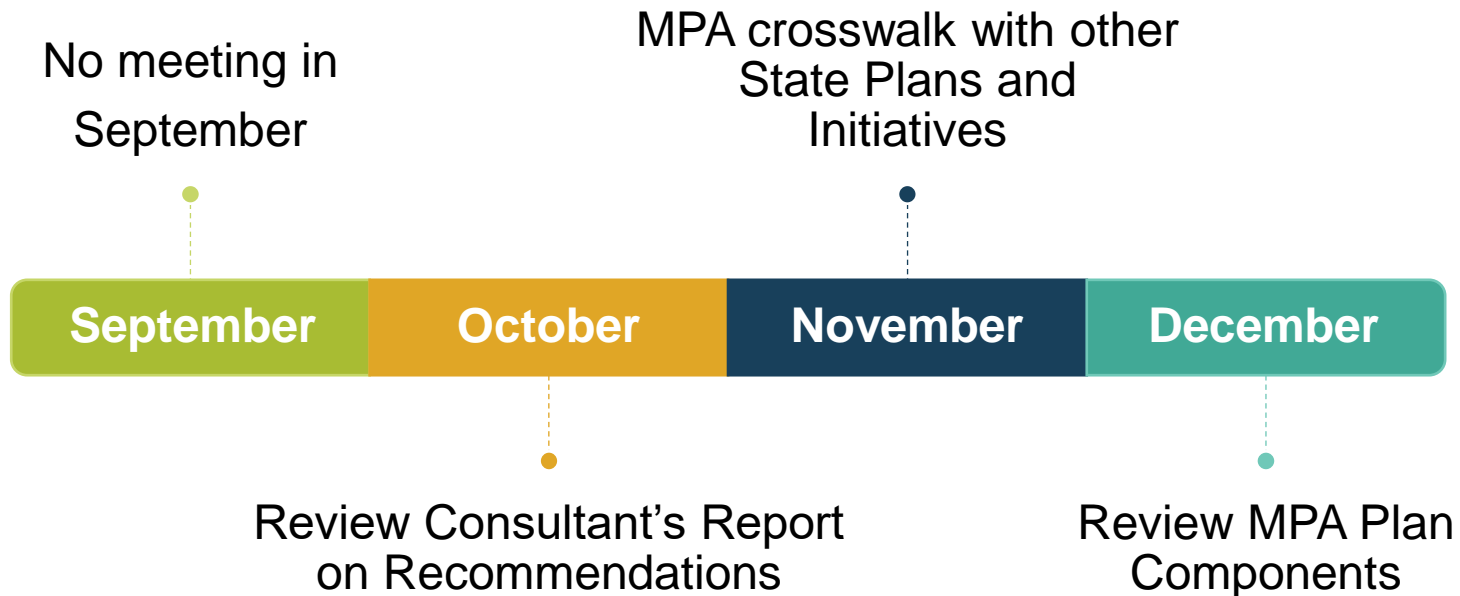 No meeting in
September
MPA crosswalk with other
State Plans and
Initiatives
September
October
November
December
Review Consultant’s Report
on Recommendations
Review MPA Plan
Components